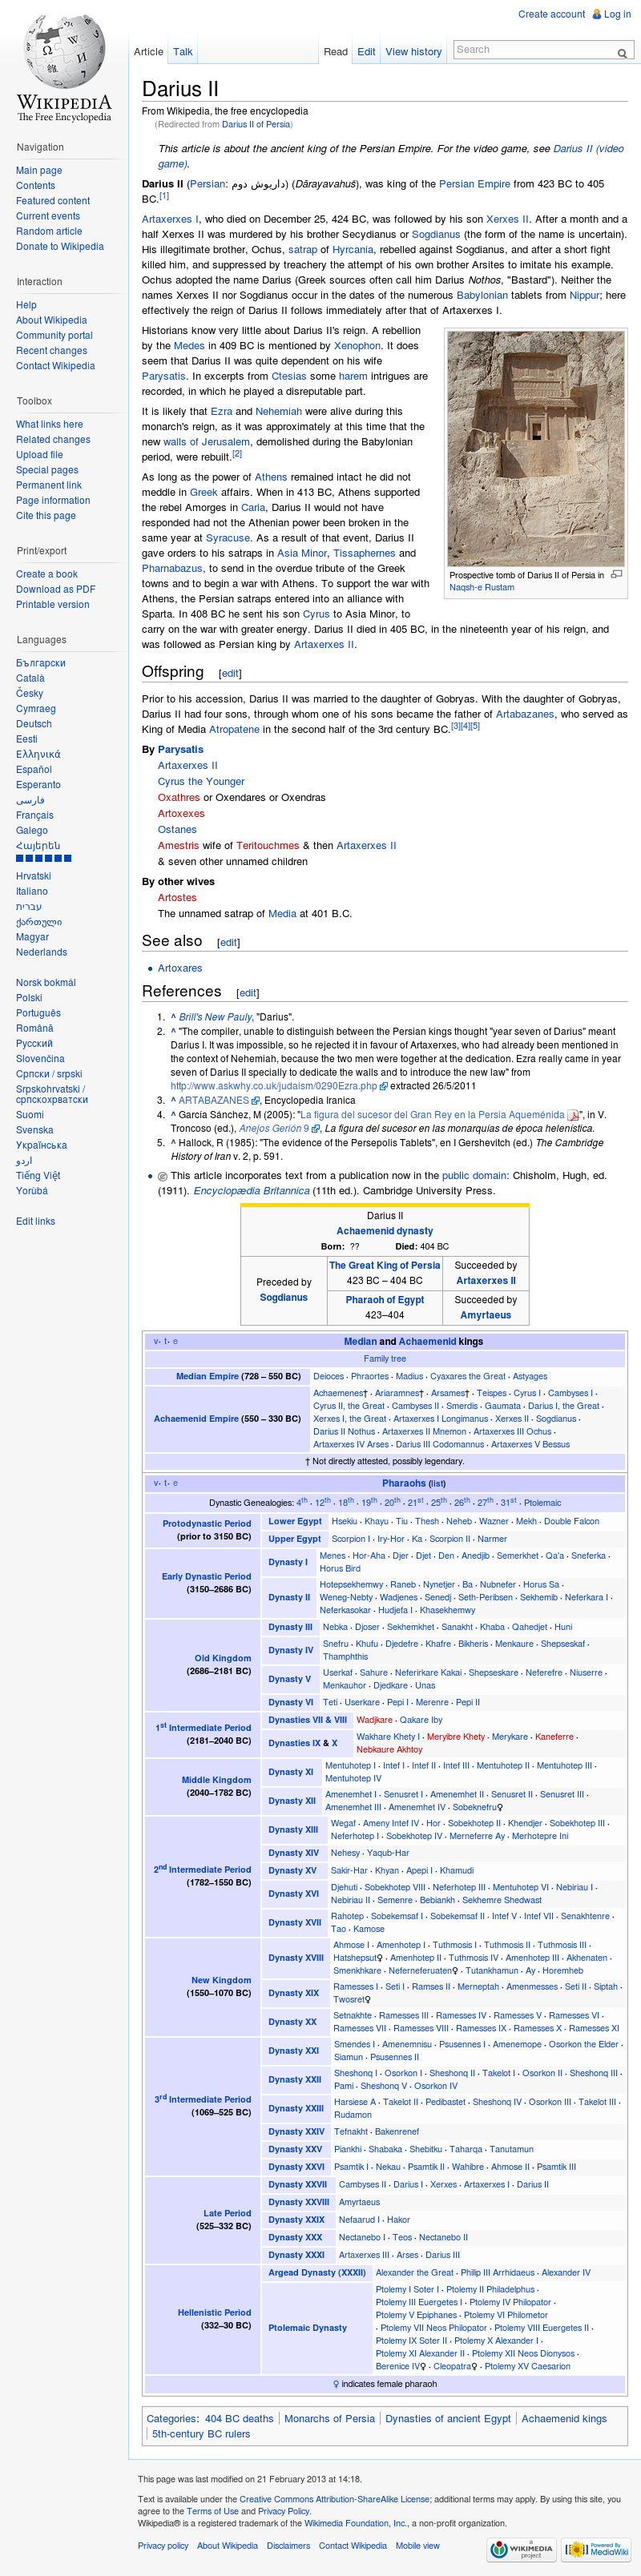 Create account
Log in
WIKIPEDIA
The Free Encyclopedia
Article
Talk
Read
Edit
View history
Search
Navigation
Main page
Contents
Featured content
Current events
Random article
Donate to Wikipedia
Interaction
Help
About Wikipedia
Community portal
Recent changes
Contact Wikipedia
Toolbox
What links here
Related changes
Upload file
Special pages
Permanent link
Page information
Cite this page
Print/export
Create a book
Download as PDF
Printable version
Languages
Български
Català
Česky
Cymraeg
Deutsch
Eesti
Ελληνικά
Español
Esperanto
فارسی
Français
Galego
Հայերեն
Hrvatski
Italiano
עברית
ქართული
Magyar
Nederlands
Norsk bokmål
Polski
Português
Română
Русский
Slovenčina
Српски / srpski
Srpskohrvatski /
српскохрватски
Suomi
Svenska
Українська
اردو
Tiếng Việt
Yorùbá
Edit links
Darius II
From Wikipedia, the free encyclopedia
(Redirected from Darius II of Persia)
This article is about the ancient king of the Persian Empire. For the video game, see Darius II (video
game).
Darius II (Persian: داریوش دوم) (Dārayavahuš), was king of the Persian Empire from 423 BC to 405
BC.[1]
Artaxerxes I, who died on December 25, 424 BC, was followed by his son Xerxes II. After a month and a
half Xerxes II was murdered by his brother Secydianus or Sogdianus (the form of the name is uncertain).
His illegitimate brother, Ochus, satrap of Hyrcania, rebelled against Sogdianus, and after a short fight
killed him, and suppressed by treachery the attempt of his own brother Arsites to imitate his example.
Ochus adopted the name Darius (Greek sources often call him Darius Nothos, "Bastard"). Neither the
names Xerxes II nor Sogdianus occur in the dates of the numerous Babylonian tablets from Nippur; here
effectively the reign of Darius II follows immediately after that of Artaxerxes I.
Historians know very little about Darius II's reign. A rebellion
by the Medes in 409 BC is mentioned by Xenophon. It does
seem that Darius II was quite dependent on his wife
Parysatis. In excerpts from Ctesias some harem intrigues are
recorded, in which he played a disreputable part.
It is likely that Ezra and Nehemiah were alive during this
monarch's reign, as it was approximately at this time that the
new walls of Jerusalem, demolished during the Babylonian
period, were rebuilt.[2]
As long as the power of Athens remained intact he did not
meddle in Greek affairs. When in 413 BC, Athens supported
the rebel Amorges in Caria, Darius II would not have
responded had not the Athenian power been broken in the
same year at Syracuse. As a result of that event, Darius II
gave orders to his satraps in Asia Minor, Tissaphernes and
Pharnabazus, to send in the overdue tribute of the Greek
towns and to begin a war with Athens. To support the war with
Athens, the Persian satraps entered into an alliance with
Sparta. In 408 BC he sent his son Cyrus to Asia Minor, to
carry on the war with greater energy. Darius II died in 405 BC, in the nineteenth year of his reign, and
was followed as Persian king by Artaxerxes II.
Prospective tomb of Darius II of Persia in
Naqsh-e Rustam
Offspring [edit]
Prior to his accession, Darius II was married to the daughter of Gobryas. With the daughter of Gobryas,
Darius II had four sons, through whom one of his sons became the father of Artabazanes, who served as
King of Media Atropatene in the second half of the 3rd century BC.[3][4][5]
By Parysatis
Artaxerxes II
Cyrus the Younger
Oxathres or Oxendares or Oxendras
Artoxexes
Ostanes
Amestris wife of Teritouchmes & then Artaxerxes II
& seven other unnamed children
By other wives
Artostes
The unnamed satrap of Media at 401 B.C.
See also [edit]
Artoxares
References [edit]
1. ^ Brill's New Pauly, "Darius".
2. ^ "The compiler, unable to distinguish between the Persian kings thought "year seven of Darius" meant
Darius I. It was impossible, so he rejected it in favour of Artaxerxes, who had already been mentioned in
the context of Nehemiah, because the two men were together at the dedication. Ezra really came in year
seven of Darius II specially to dedicate the walls and to introduce the new law" from
http://www.askwhy.co.uk/judaism/0290Ezra.php extracted 26/5/2011
3. ^ ARTABAZANES, Encyclopedia Iranica
4. ^ García Sánchez, M (2005): "La figura del sucesor del Gran Rey en la Persia Aqueménida", in V.
Troncoso (ed.), Anejos Gerión 9, La figura del sucesor en las monarquías de época helenística.
5. ^ Hallock, R (1985): "The evidence of the Persepolis Tablets", en I Gershevitch (ed.) The Cambridge
History of Iran v. 2, p. 591.
This article incorporates text from a publication now in the public domain: Chisholm, Hugh, ed.
(1911). Encyclopædia Britannica (11th ed.). Cambridge University Press.
Darius II
Achaemenid dynasty
Born: ?? Died: 404 BC
Preceded by
Sogdianus
The Great King of Persia
423 BC – 404 BC
Succeeded by
Artaxerxes II
Pharaoh of Egypt
423–404
Succeeded by
Amyrtaeus
v· t· e Median and Achaemenid kings
Family tree
Median Empire (728 – 550 BC) Deioces · Phraortes · Madius · Cyaxares the Great · Astyages
Achaemenid Empire (550 – 330 BC)
Achaemenes† · Ariaramnes† · Arsames† · Teispes · Cyrus I · Cambyses I ·
Cyrus II, the Great · Cambyses II · Smerdis · Gaumata · Darius I, the Great ·
Xerxes I, the Great · Artaxerxes I Longimanus · Xerxes II · Sogdianus ·
Darius II Nothus · Artaxerxes II Mnemon · Artaxerxes III Ochus ·
Artaxerxes IV Arses · Darius III Codomannus · Artaxerxes V Bessus
† Not directly attested, possibly legendary.
v· t· e Pharaohs (list)
Dynastic Genealogies: 4th · 12th · 18th · 19th · 20th · 21st · 25th · 26th · 27th · 31st · Ptolemaic
Protodynastic Period
(prior to 3150 BC)
Lower Egypt Hsekiu · Khayu · Tiu · Thesh · Neheb · Wazner · Mekh · Double Falcon
Upper Egypt Scorpion I · Iry-Hor · Ka · Scorpion II · Narmer
Early Dynastic Period
(3150–2686 BC)
Dynasty I
Menes · Hor-Aha · Djer · Djet · Den · Anedjib · Semerkhet · Qa'a · Sneferka ·
Horus Bird
Dynasty II
Hotepsekhemwy · Raneb · Nynetjer · Ba · Nubnefer · Horus Sa ·
Weneg-Nebty · Wadjenes · Senedj · Seth-Peribsen · Sekhemib · Neferkara I ·
Neferkasokar · Hudjefa I · Khasekhemwy
Old Kingdom
(2686–2181 BC)
Dynasty III Nebka · Djoser · Sekhemkhet · Sanakht · Khaba · Qahedjet · Huni
Dynasty IV
Snefru · Khufu · Djedefre · Khafre · Bikheris · Menkaure · Shepseskaf ·
Thamphthis
Dynasty V
Userkaf · Sahure · Neferirkare Kakai · Shepseskare · Neferefre · Niuserre ·
Menkauhor · Djedkare · Unas
Dynasty VI Teti · Userkare · Pepi I · Merenre · Pepi II
1st Intermediate Period
(2181–2040 BC)
Dynasties VII & VIII Wadjkare · Qakare Iby
Dynasties IX & X
Wakhare Khety I · Meryibre Khety · Merykare · Kaneferre ·
Nebkaure Akhtoy
Middle Kingdom
(2040–1782 BC)
Dynasty XI
Mentuhotep I · Intef I · Intef II · Intef III · Mentuhotep II · Mentuhotep III ·
Mentuhotep IV
Dynasty XII
Amenemhet I · Senusret I · Amenemhet II · Senusret II · Senusret III ·
Amenemhet III · Amenemhet IV · Sobeknefru♀
2nd Intermediate Period
(1782–1550 BC)
Dynasty XIII
Wegaf · Ameny Intef IV · Hor · Sobekhotep II · Khendjer · Sobekhotep III ·
Neferhotep I · Sobekhotep IV · Merneferre Ay · Merhotepre Ini
Dynasty XIV Nehesy · Yaqub-Har
Dynasty XV Sakir-Har · Khyan · Apepi I · Khamudi
Dynasty XVI
Djehuti · Sobekhotep VIII · Neferhotep III · Mentuhotep VI · Nebiriau I ·
Nebiriau II · Semenre · Bebiankh · Sekhemre Shedwast
Dynasty XVII
Rahotep · Sobekemsaf I · Sobekemsaf II · Intef V · Intef VII · Senakhtenre ·
Tao · Kamose
New Kingdom
(1550–1070 BC)
Dynasty XVIII
Ahmose I · Amenhotep I · Tuthmosis I · Tuthmosis II · Tuthmosis III ·
Hatshepsut♀ · Amenhotep II · Tuthmosis IV · Amenhotep III · Akhenaten ·
Smenkhkare · Neferneferuaten♀ · Tutankhamun · Ay · Horemheb
Dynasty XIX
Ramesses I · Seti I · Ramses II · Merneptah · Amenmesses · Seti II · Siptah ·
Twosret♀
Dynasty XX
Setnakhte · Ramesses III · Ramesses IV · Ramesses V · Ramesses VI ·
Ramesses VII · Ramesses VIII · Ramesses IX · Ramesses X · Ramesses XI
3rd Intermediate Period
(1069–525 BC)
Dynasty XXI
Smendes I · Amenemnisu · Psusennes I · Amenemope · Osorkon the Elder ·
Siamun · Psusennes II
Dynasty XXII
Sheshonq I · Osorkon I · Sheshonq II · Takelot I · Osorkon II · Sheshonq III ·
Pami · Sheshonq V · Osorkon IV
Dynasty XXIII
Harsiese A · Takelot II · Pedibastet · Sheshonq IV · Osorkon III · Takelot III ·
Rudamon
Dynasty XXIV Tefnakht · Bakenrenef
Dynasty XXV Piankhi · Shabaka · Shebitku · Taharqa · Tanutamun
Dynasty XXVI Psamtik I · Nekau · Psamtik II · Wahibre · Ahmose II · Psamtik III
Late Period
(525–332 BC)
Dynasty XXVII Cambyses II · Darius I · Xerxes · Artaxerxes I · Darius II
Dynasty XXVIII Amyrtaeus
Dynasty XXIX Nefaarud I · Hakor
Dynasty XXX Nectanebo I · Teos · Nectanebo II
Dynasty XXXI Artaxerxes III · Arses · Darius III
Hellenistic Period
(332–30 BC)
Argead Dynasty (XXXII) Alexander the Great · Philip III Arrhidaeus · Alexander IV
Ptolemaic Dynasty
Ptolemy I Soter I · Ptolemy II Philadelphus ·
Ptolemy III Euergetes I · Ptolemy IV Philopator ·
Ptolemy V Epiphanes · Ptolemy VI Philometor
· Ptolemy VII Neos Philopator · Ptolemy VIII Euergetes II ·
Ptolemy IX Soter II · Ptolemy X Alexander I ·
Ptolemy XI Alexander II · Ptolemy XII Neos Dionysos ·
Berenice IV♀ · Cleopatra♀ · Ptolemy XV Caesarion
♀ indicates female pharaoh
Categories: 404 BC deaths | Monarchs of Persia | Dynasties of ancient Egypt | Achaemenid kings
| 5th-century BC rulers
This page was last modified on 21 February 2013 at 14:18.
Text is available under the Creative Commons Attribution-ShareAlike License; additional terms may apply. By using this site, you
agree to the Terms of Use and Privacy Policy.
Wikipedia® is a registered trademark of the Wikimedia Foundation, Inc., a non-profit organization.
Privacy policy About Wikipedia Disclaimers Contact Wikipedia Mobile view
A WIKIMEDIA project
Powered By MediaWiki